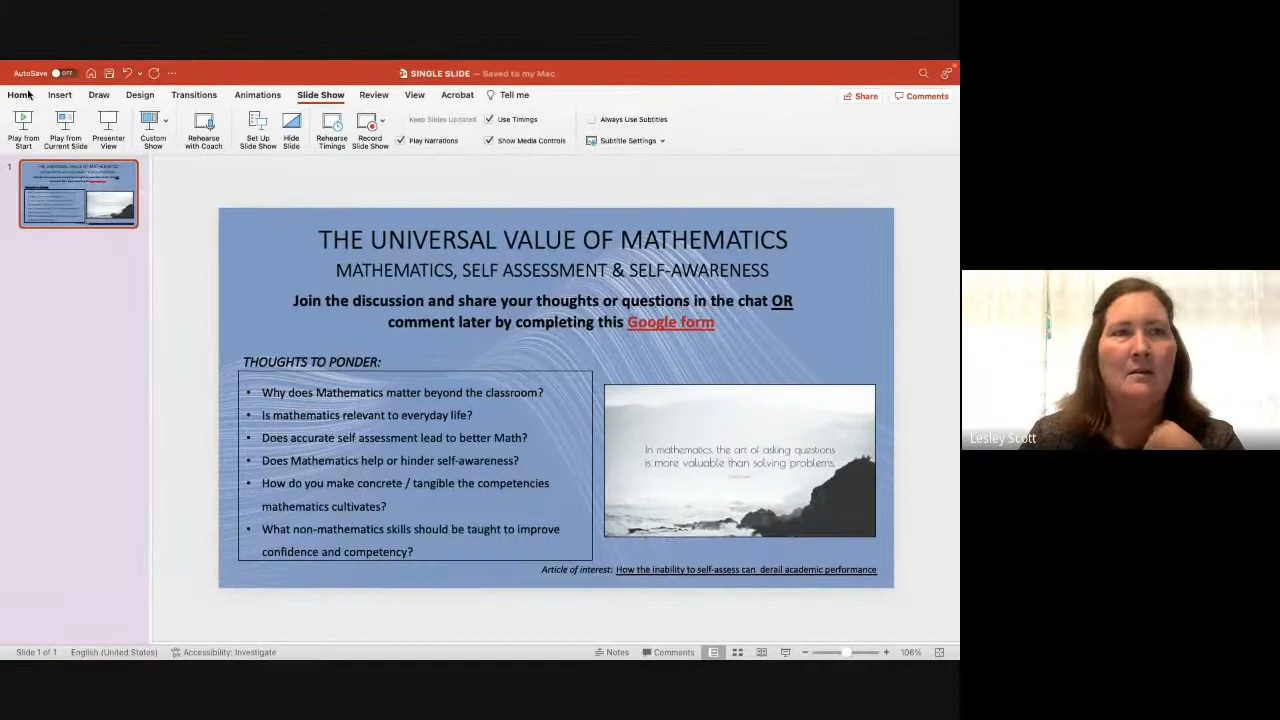 AutoSave OFF
SINGLE SLIDE — Saved to my Mac
Home Insert Draw Design Transitions Animations Slide Show Review View Acrobat Tell me
Share Comments
Play from Start
Play from Current Slide
Presenter View
Custom Show
Rehearse with Coach
Set Up Slide Show
Hide Slide
Rehearse Timings
Record Slide Show
Keep Slides Updated
Use Timings
Always Use Subtitles
Play Narrations
Show Media Controls
Subtitle Settings
1
THE UNIVERSAL VALUE OF MATHEMATICS
MATHEMATICS, SELF ASSESSMENT & SELF-AWARENESS
Join the discussion and share your thoughts or questions in the chat OR
comment later by completing this Google form
THOUGHTS TO PONDER:
• Why does Mathematics matter beyond the classroom?
• Is mathematics relevant to everyday life?
• Does accurate self assessment lead to better Math?
• Does Mathematics help or hinder self-awareness?
• How do you make concrete / tangible the competencies
mathematics cultivates?
• What non-mathematics skills should be taught to improve
confidence and competency?
In mathematics, the art of asking questions
is more valuable than solving problems.
Article of interest: How the inability to self-assess can derail academic performance
Lesley Scott
Slide 1 of 1 English (United States) Accessibility: Investigate
Notes Comments 106%